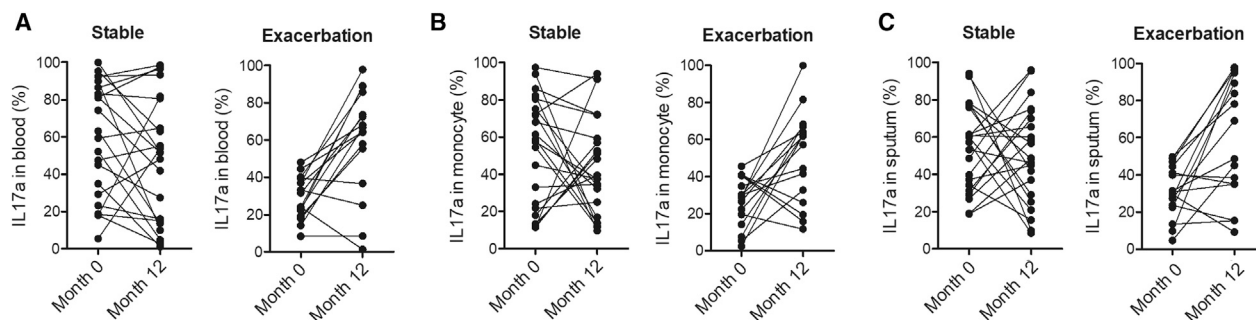 A
Stable
Exacerbation
IL17a in blood (%)
100
80
60
40
20
0
Month 0
Month 12
IL17a in blood (%)
100
80
60
40
20
0
Month 0
Month 12
B
Stable
Exacerbation
IL17a in monocyte (%)
100
80
60
40
20
0
Month 0
Month 12
IL17a in monocyte (%)
100
80
60
40
20
0
Month 0
Month 12
C
Stable
Exacerbation
IL17a in sputum (%)
100
80
60
40
20
0
Month 0
Month 12
IL17a in sputum (%)
100
80
60
40
20
0
Month 0
Month 12